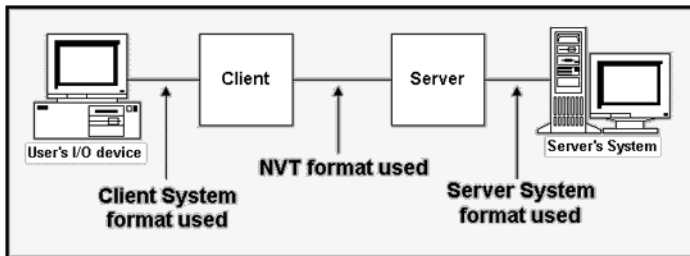 Client
Server
User's I/O device
Server's System
NVT format used
Client System
format used
Server System
format used